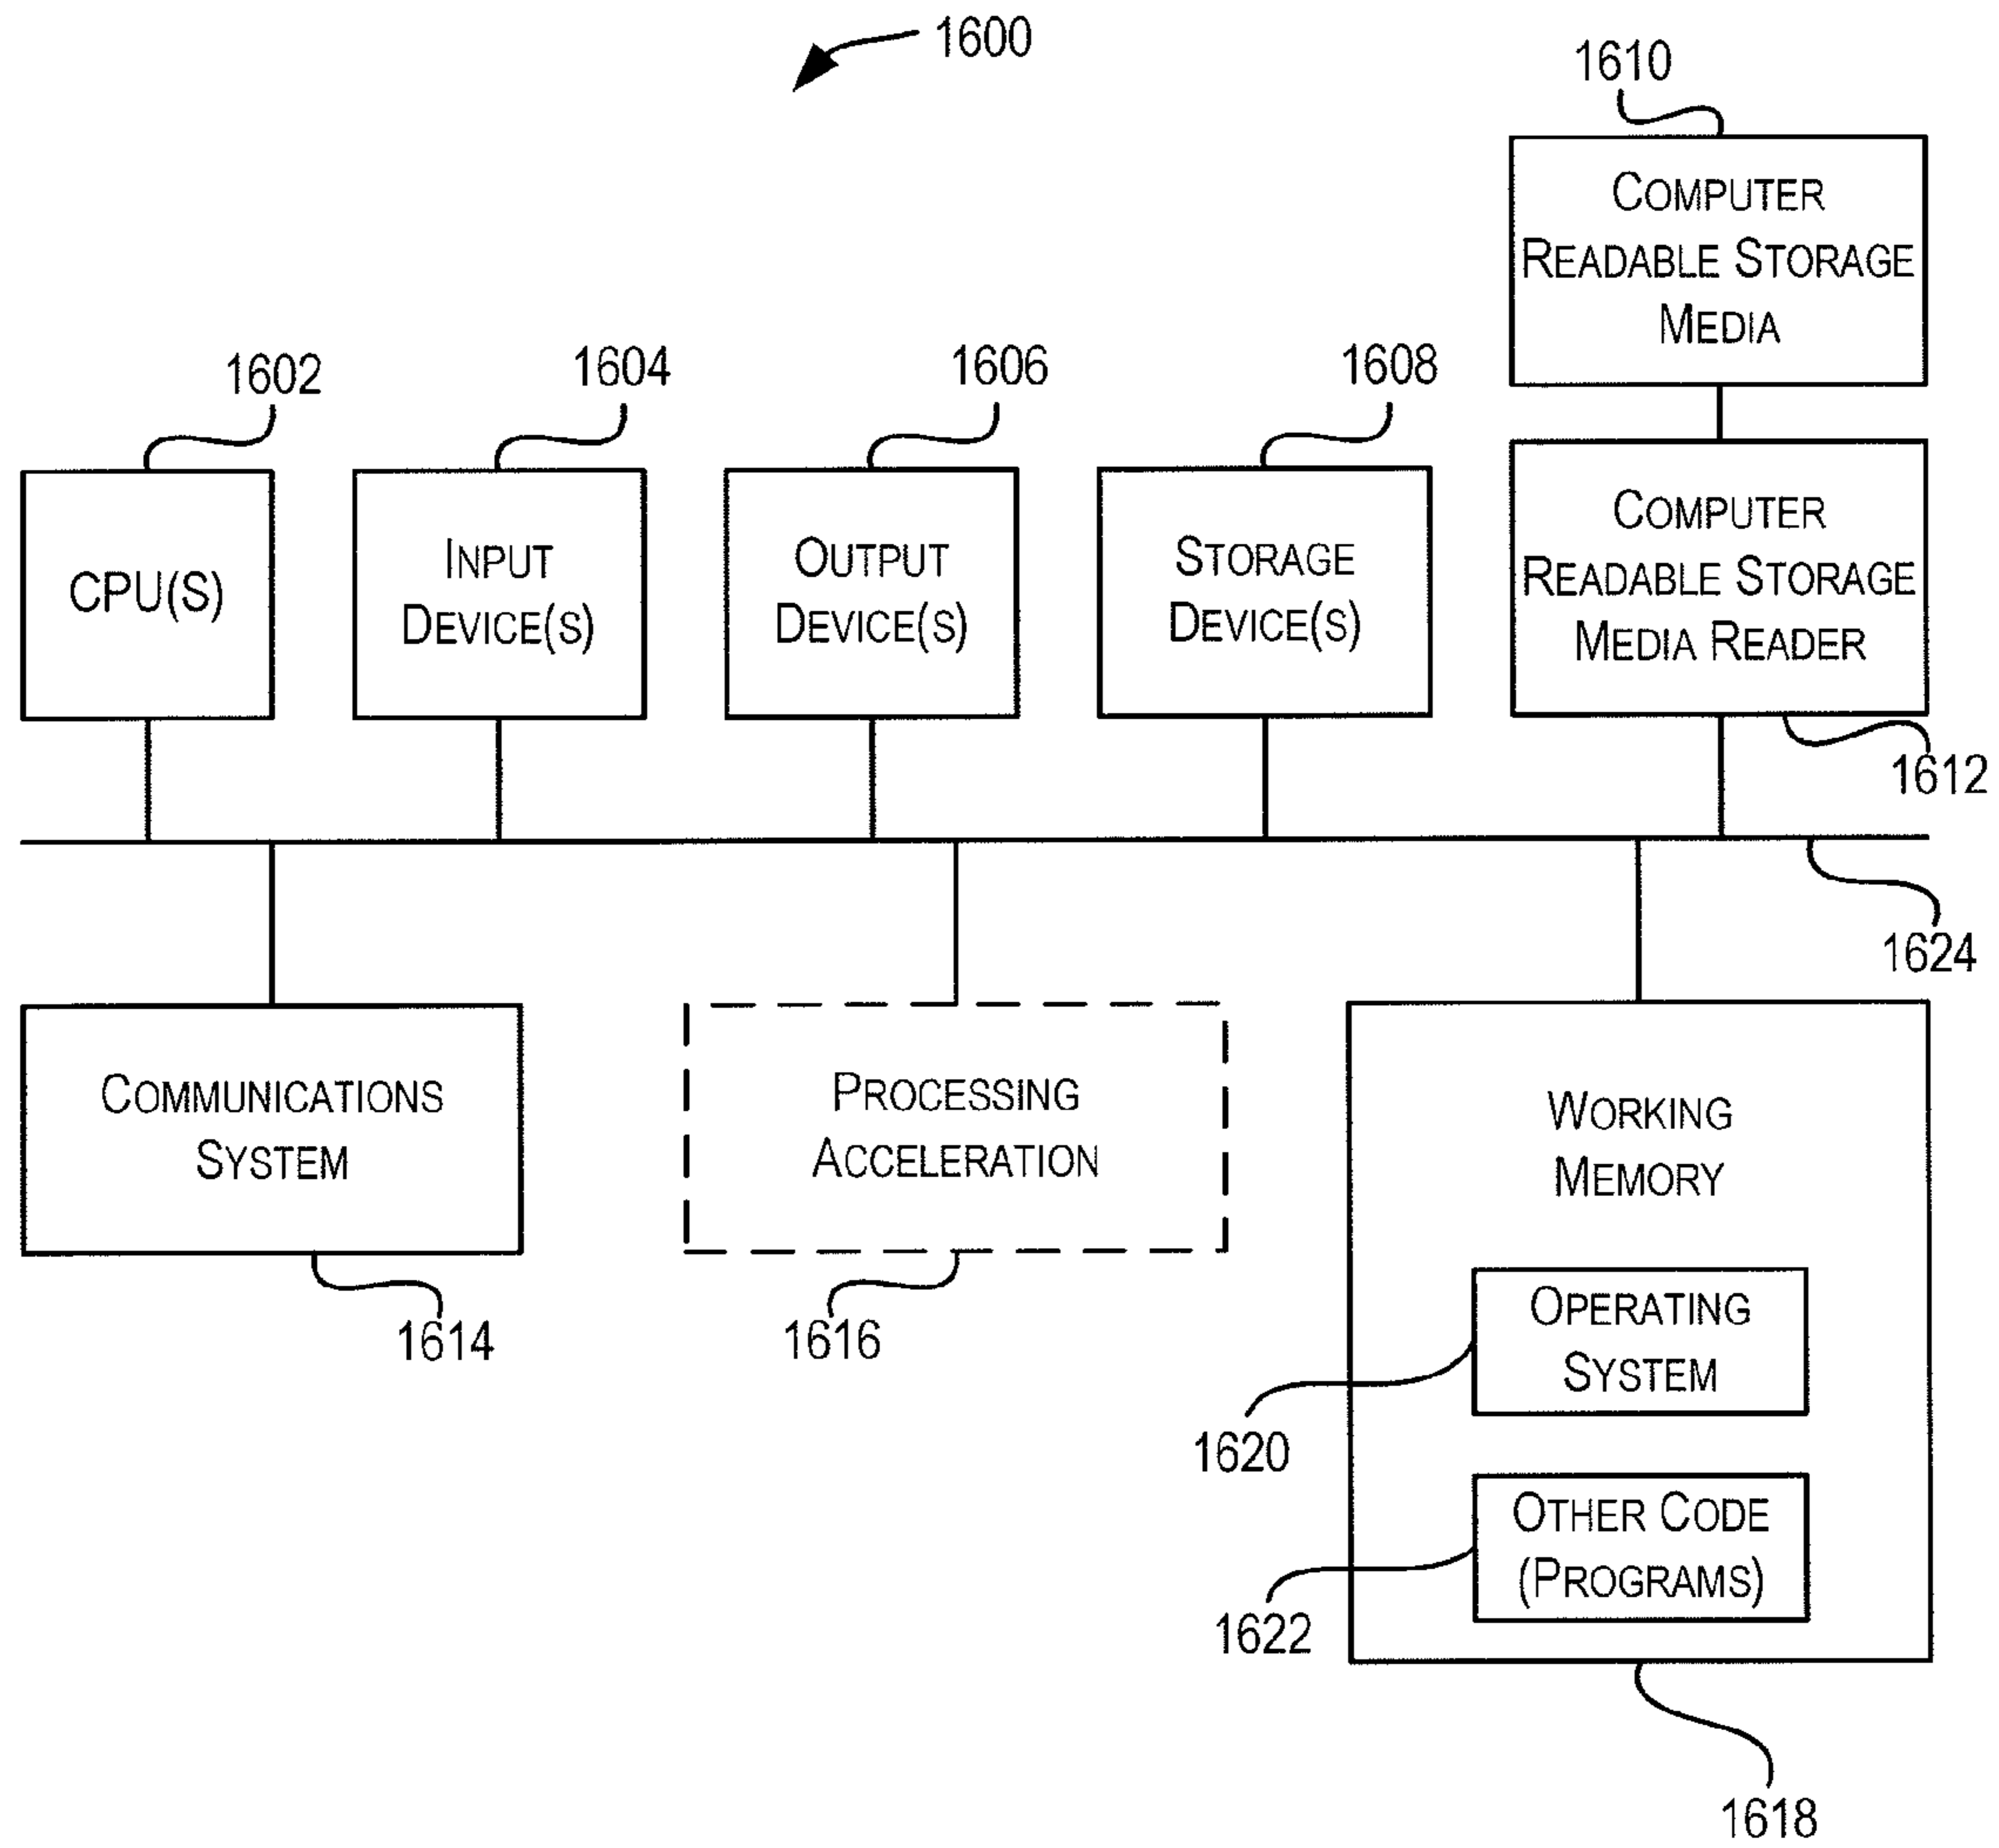 1600
1610
COMPUTER
READABLE STORAGE
MEDIA
1602
1604
1606
1608
CPU(S)
INPUT
DEVICE(S)
OUTPUT
DEVICE(S)
STORAGE
DEVICE(S)
COMPUTER
READABLE STORAGE
MEDIA READER
1612
1624
COMMUNICATIONS
SYSTEM
1614
PROCESSING
ACCELERATION
1616
WORKING
MEMORY
OPERATING
SYSTEM
1620
OTHER CODE
(PROGRAMS)
1622
1618